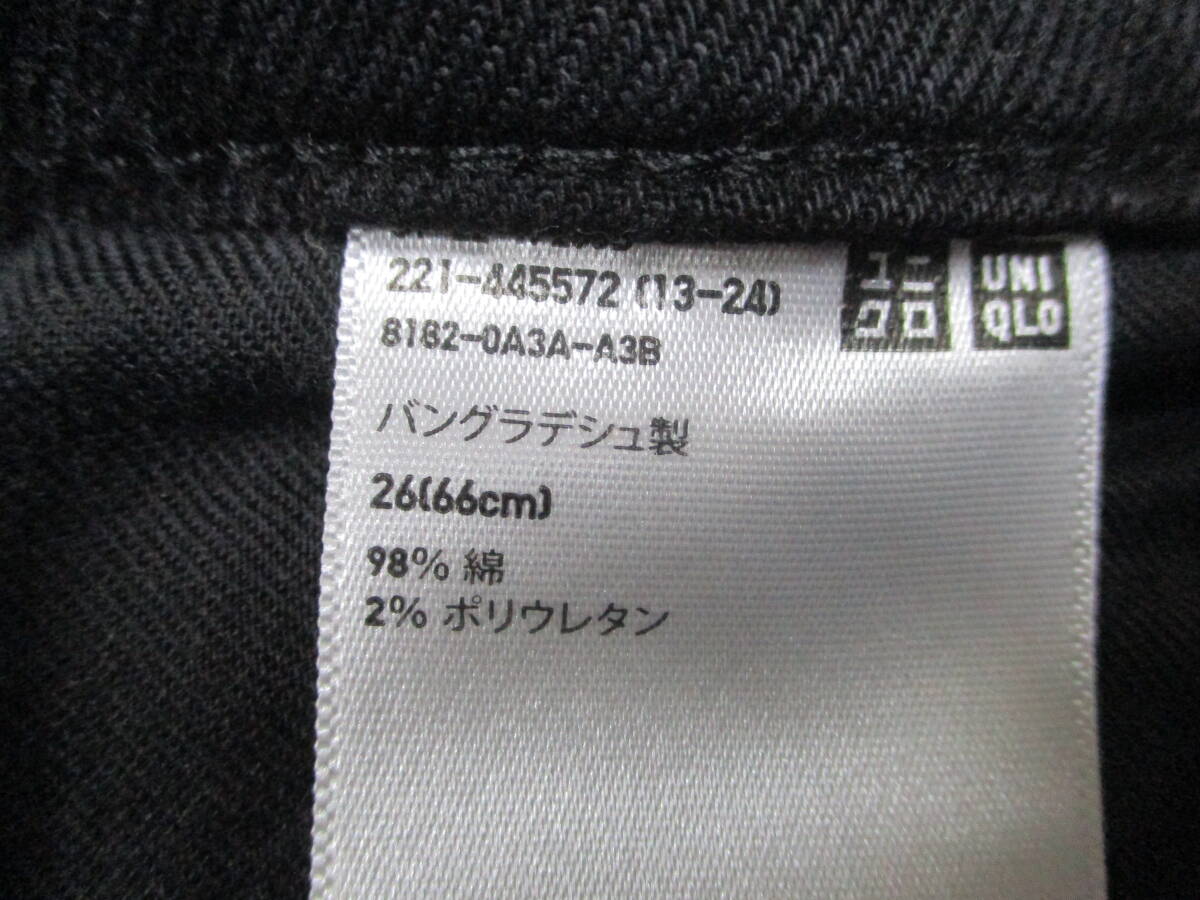 221-445572 (13-24)
8182-0A3A-A3B
ユニ
クロ
UNI
QLO
バングラデシュ製
26(66cm)
98% 綿
2% ポリウレタン